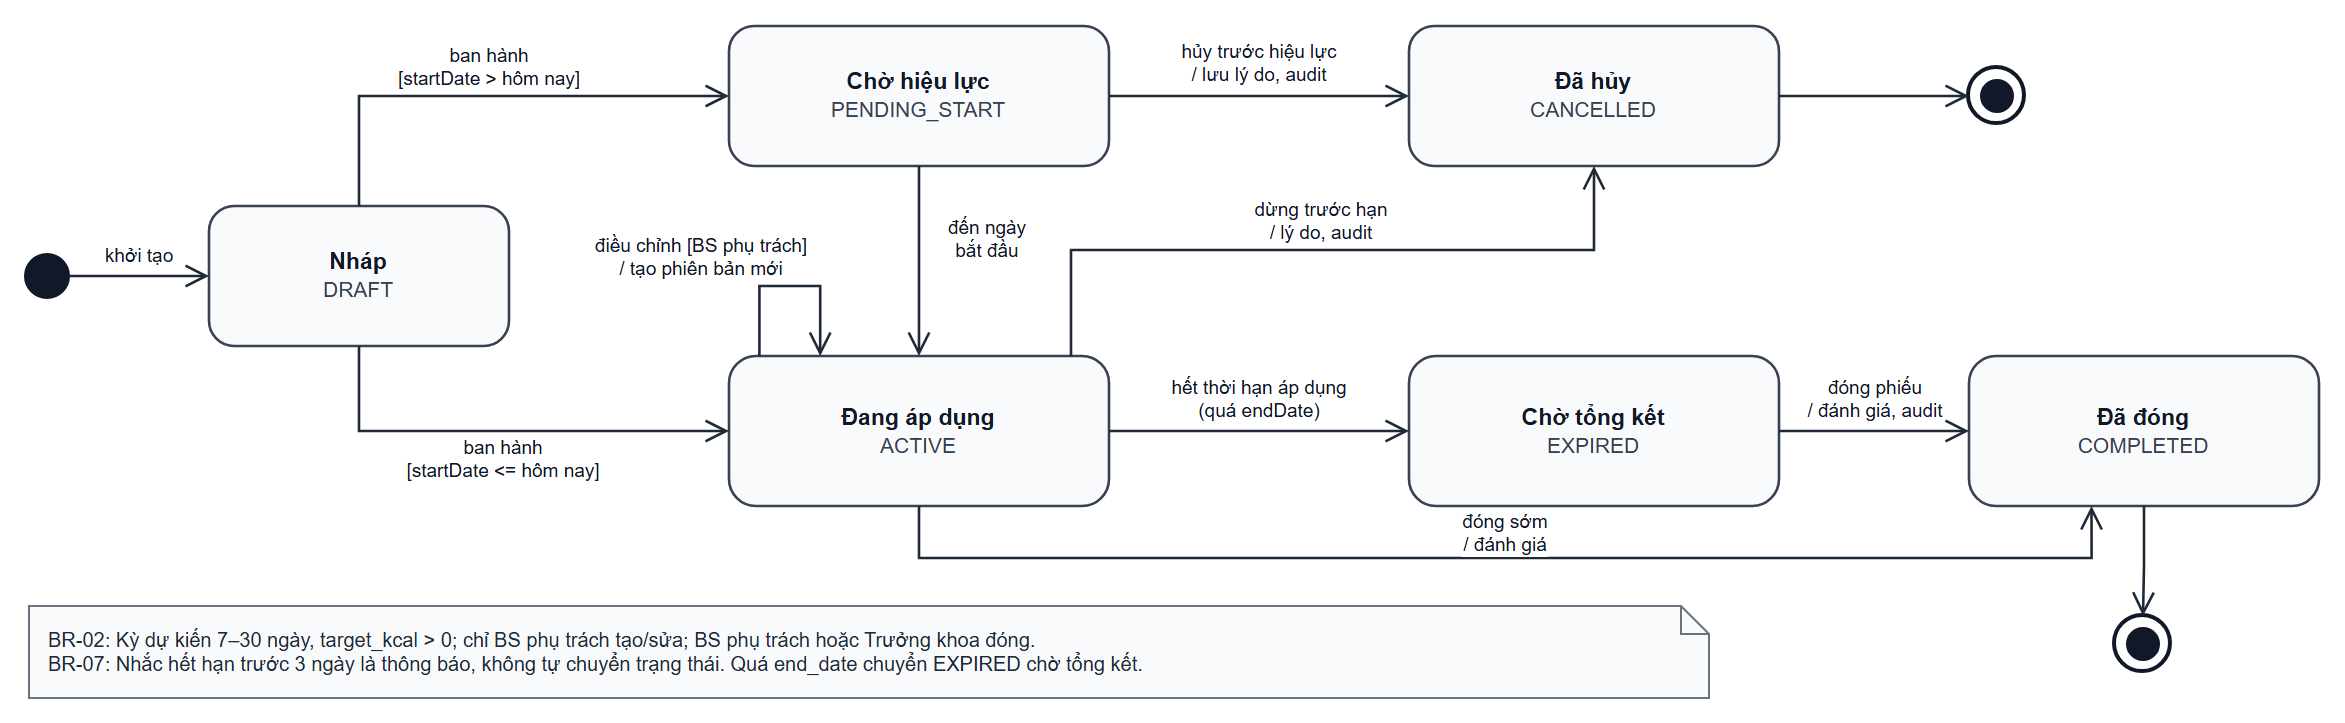 ban hành
[startDate > hôm nay]
Chờ hiệu lực
PENDING_START
hủy trước hiệu lực
/ lưu lý do, audit
Đã hủy
CANCELLED
khởi tạo
Nháp
DRAFT
điều chỉnh [BS phụ trách]
/ tạo phiên bản mới
đến ngày
bắt đầu
dừng trước hạn
/ lý do, audit
ban hành
[startDate <= hôm nay]
Đang áp dụng
ACTIVE
hết thời hạn áp dụng
(quá endDate)
Chờ tổng kết
EXPIRED
đóng phiếu
/ đánh giá, audit
Đã đóng
COMPLETED
đóng sớm
/ đánh giá
BR-02: Kỳ dự kiến 7–30 ngày, target_kcal > 0; chỉ BS phụ trách tạo/sửa; BS phụ trách hoặc Trưởng khoa đóng.
BR-07: Nhắc hết hạn trước 3 ngày là thông báo, không tự chuyển trạng thái. Quá end_date chuyển EXPIRED chờ tổng kết.